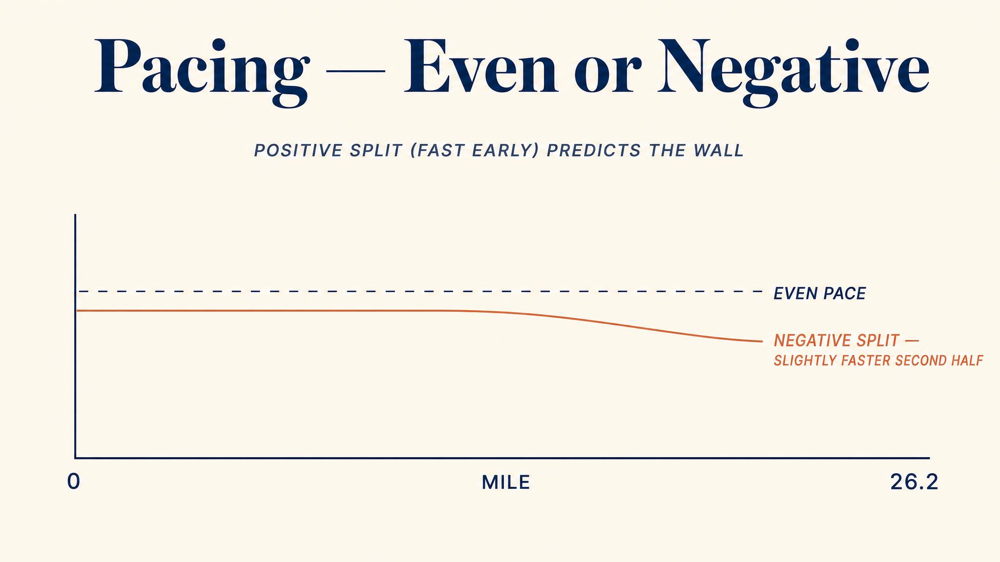 Pacing — Even or Negative
POSITIVE SPLIT (FAST EARLY) PREDICTS THE WALL
EVEN PACE
NEGATIVE SPLIT —
SLIGHTLY FASTER SECOND HALF
0 MILE 26.2